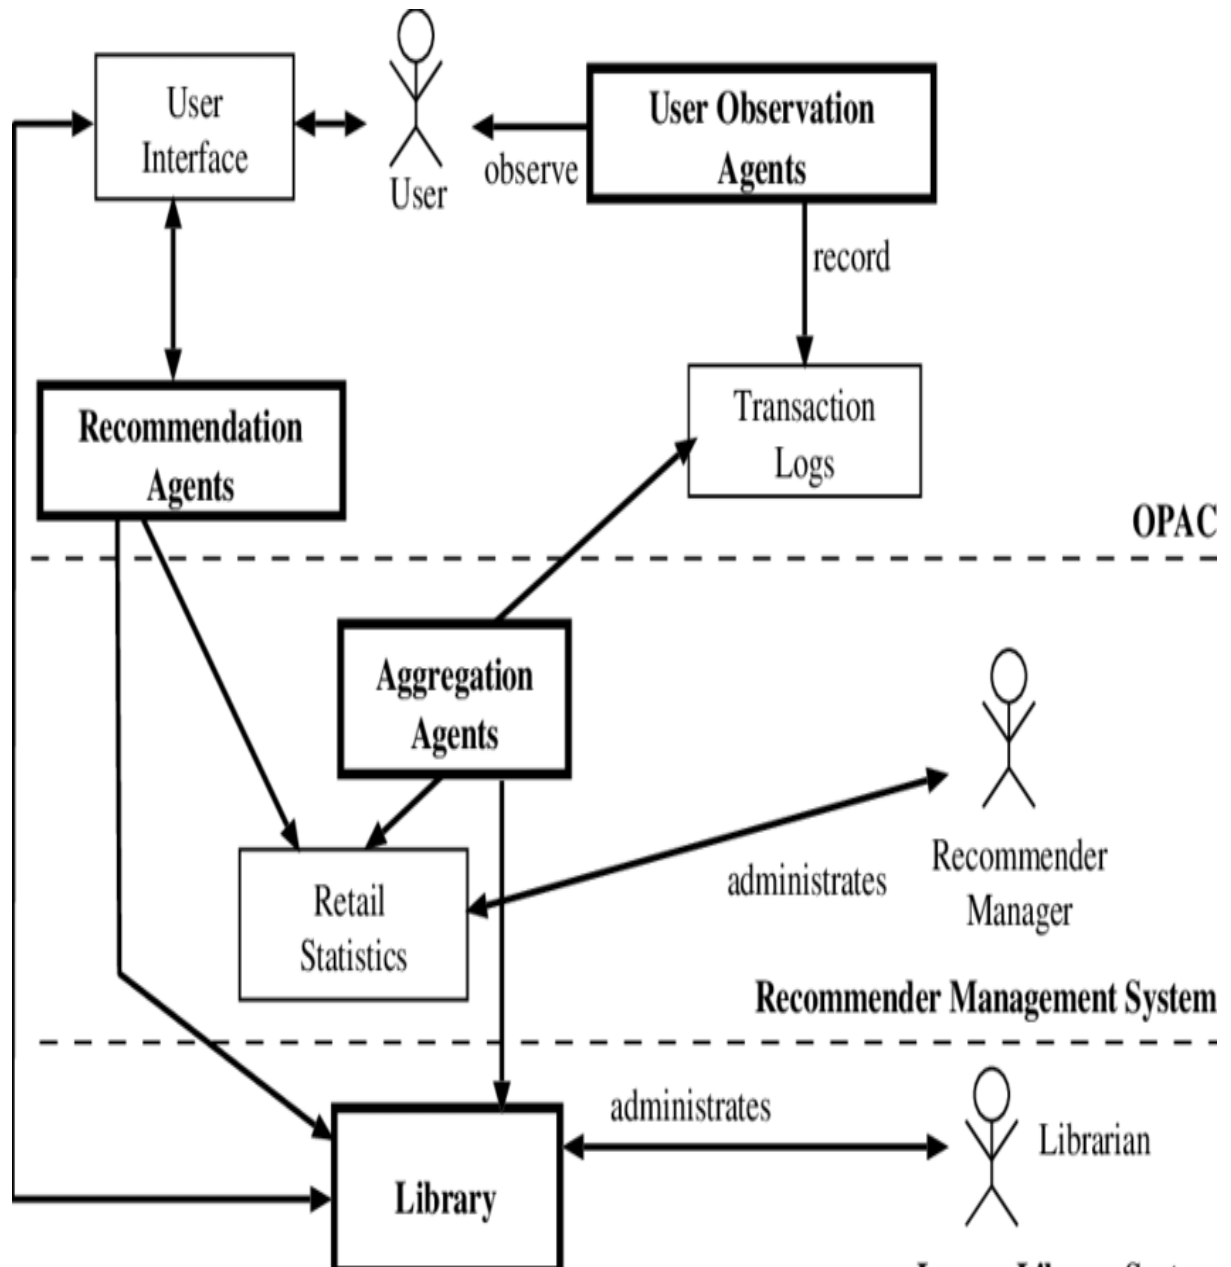 User
Interface
User
observe
User Observation
Agents
record
Recommendation
Agents
Transaction
Logs
OPAC
Aggregation
Agents
Retail
Statistics
administrates
Recommender
Manager
Recommender Management System
administrates
Librarian
Library